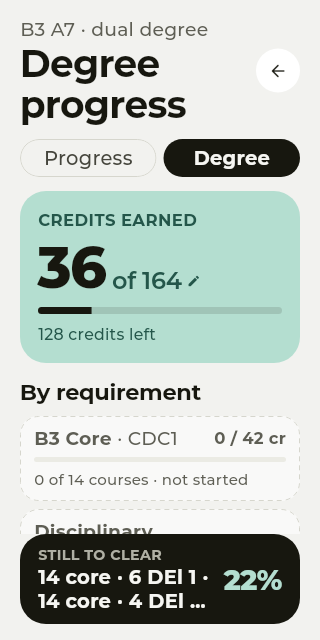 B3 A7 · dual degree
Degree
progress
Progress
Degree
CREDITS EARNED
36 of 164
128 credits left
By requirement
B3 Core · CDC1 0 / 42 cr
0 of 14 courses · not started
Disciplinary
STILL TO CLEAR
14 core · 6 DEl 1 ·
14 core · 4 DEl ...
22%